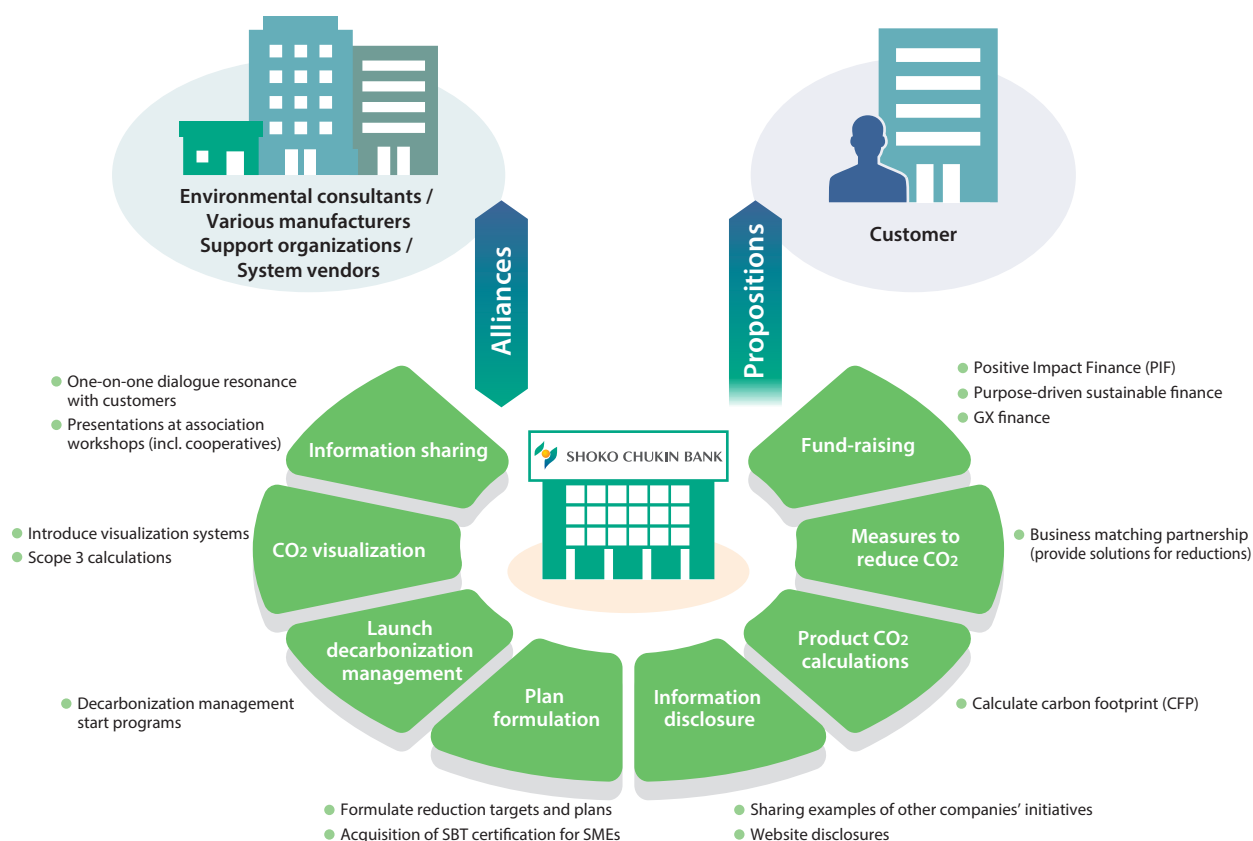 Environmental consultants /
Various manufacturers
Support organizations /
System vendors
Customer
Alliances
Propositions
One-on-one dialogue resonance
with customers
Presentations at association
workshops (incl. cooperatives)
Information sharing
SHOKO CHUKIN BANK
Fund-raising
Positive Impact Finance (PIF)
Purpose-driven sustainable finance
GX finance
Introduce visualization systems
Scope 3 calculations
CO2 visualization
Measures to
reduce CO2
Business matching partnership
(provide solutions for reductions)
Launch
decarbonization
management
Decarbonization management
start programs
Product CO2
calculations
Calculate carbon footprint (CFP)
Plan
formulation
Information
disclosure
Formulate reduction targets and plans
Acquisition of SBT certification for SMEs
Sharing examples of other companies’ initiatives
Website disclosures